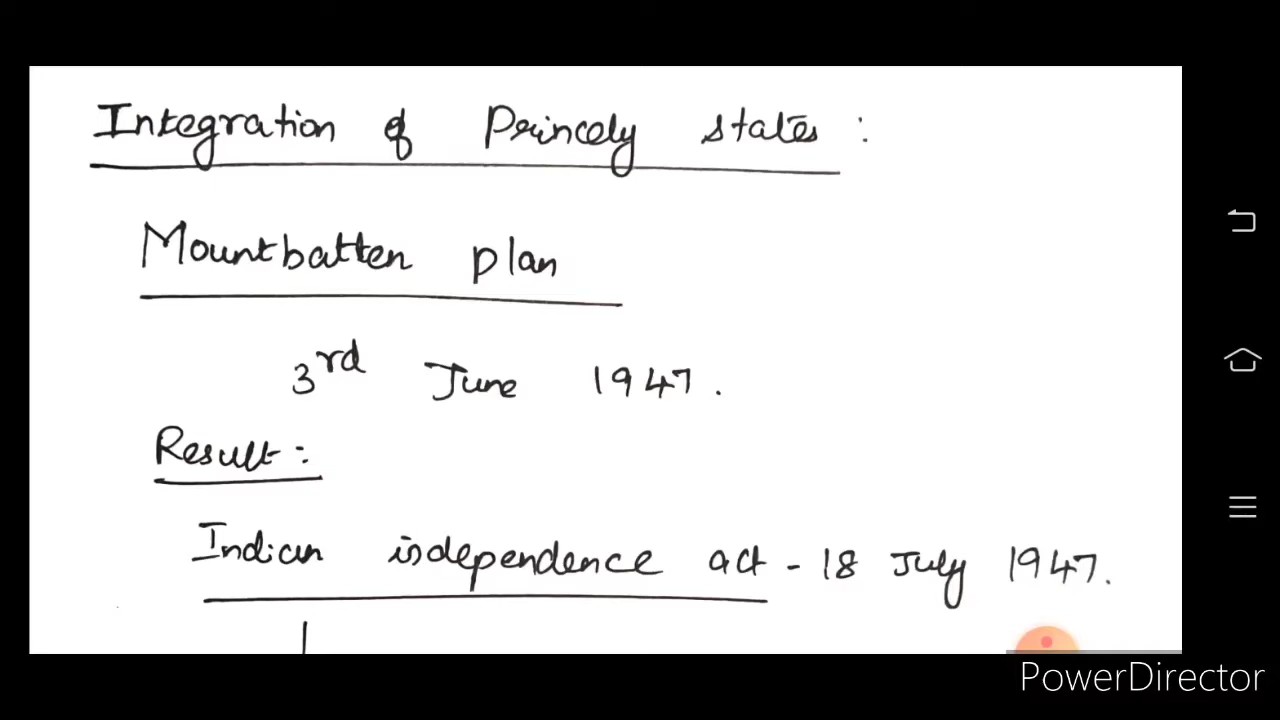 Integration of Princely states :
Mountbatten plan
3rd June 1947.
Result :
Indian independence act - 18 July 1947.
PowerDirector